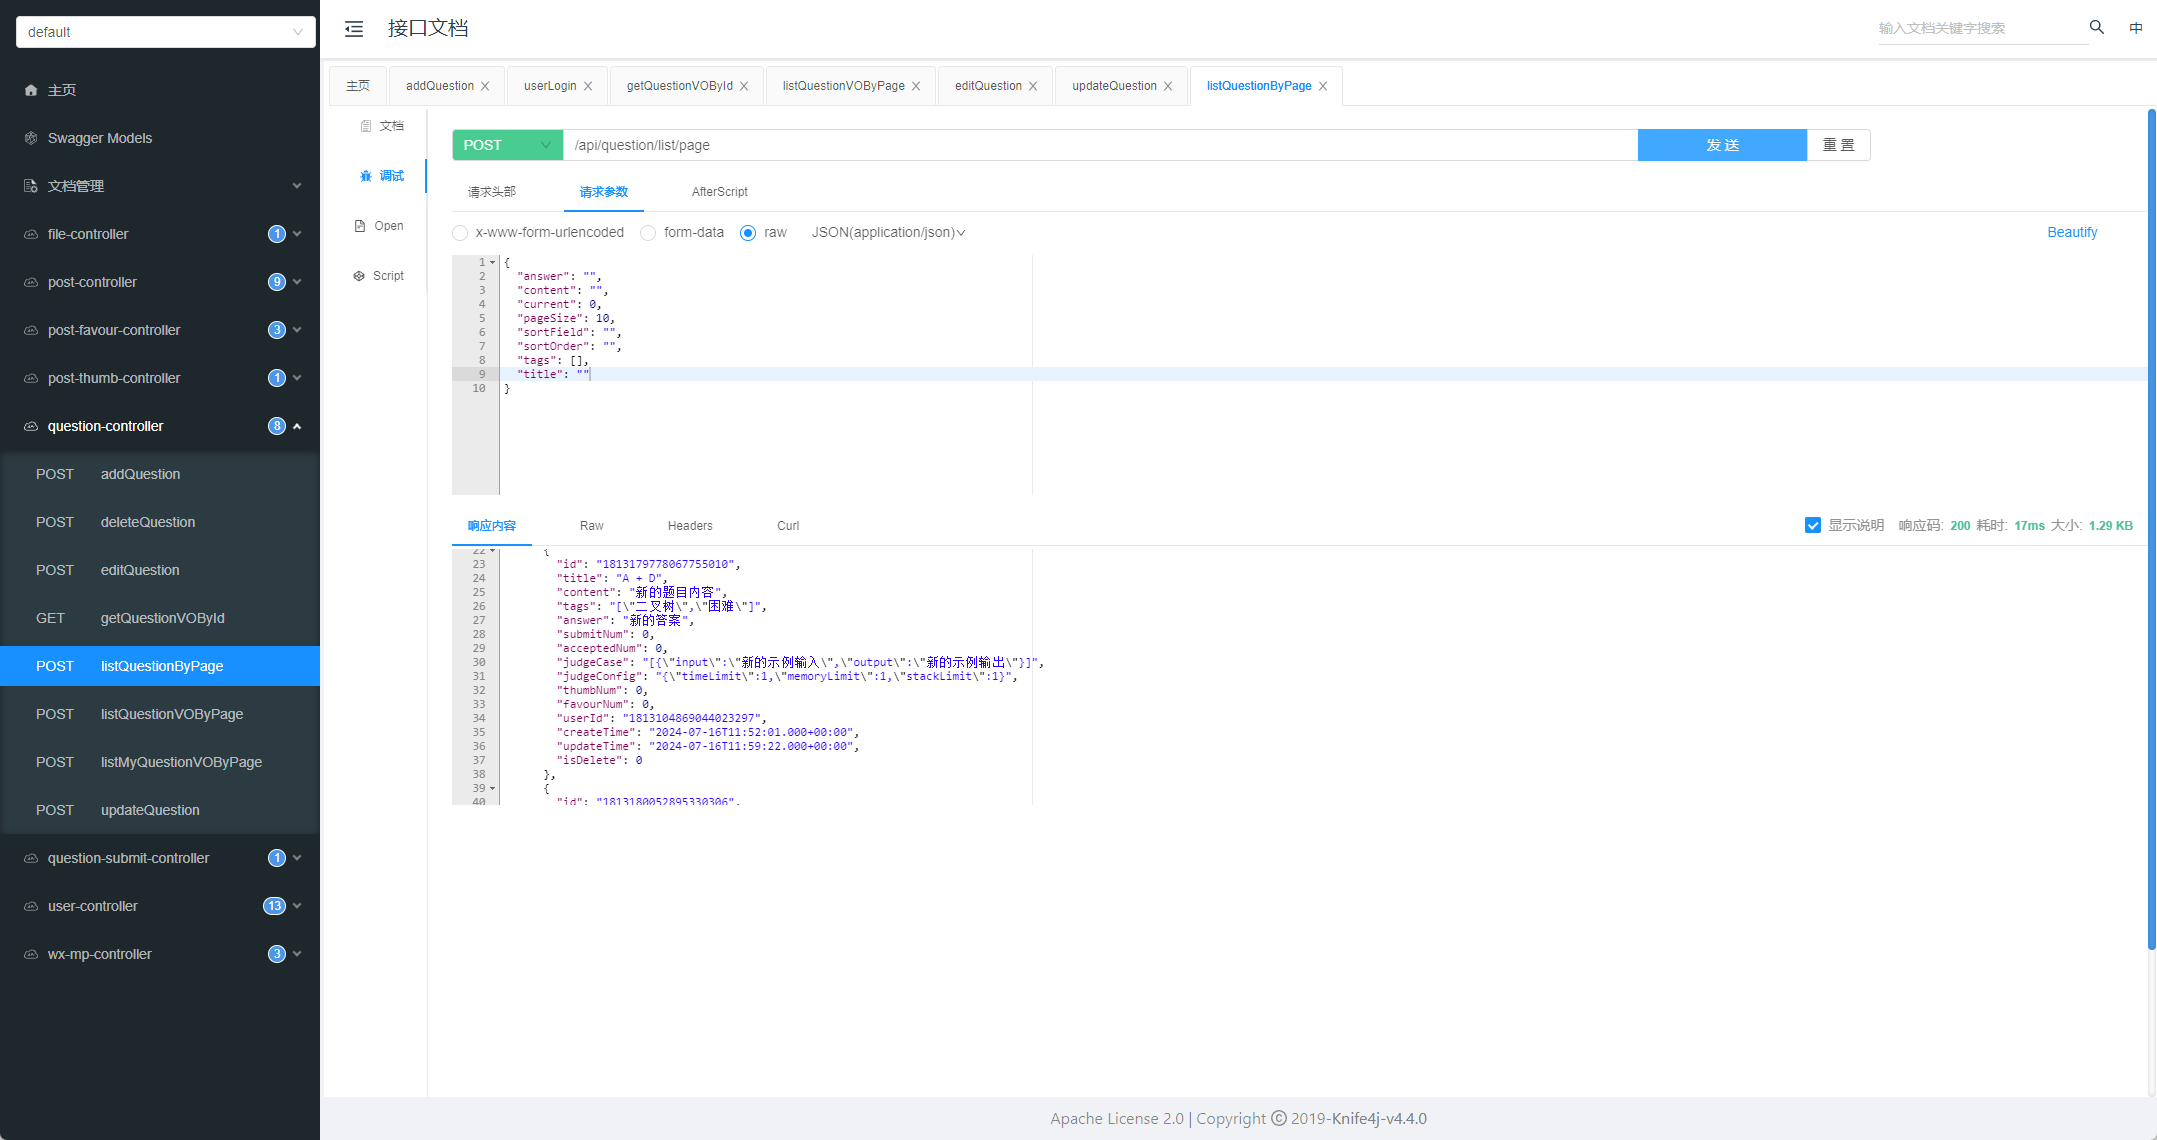 default
主页
Swagger Models
文档管理
file-controller 1
post-controller 9
post-favour-controller 3
post-thumb-controller 1
question-controller 8
POST addQuestion
POST deleteQuestion
POST editQuestion
GET getQuestionVOById
POST listQuestionByPage
POST listQuestionVOByPage
POST listMyQuestionVOByPage
POST updateQuestion
question-submit-controller 1
user-controller 13
wx-mp-controller 3
接口文档
输入文档关键字搜索
中
主页 addQuestion userLogin getQuestionVOById listQuestionVOByPage editQuestion updateQuestion listQuestionByPage
文档
调试
Open
Script
POST /api/question/list/page 发 送 重 置
请求头部 请求参数 AfterScript
x-www-form-urlencoded form-data raw JSON(application/json) Beautify
1 {
2 "answer": "",
3 "content": "",
4 "current": 0,
5 "pageSize": 10,
6 "sortField": "",
7 "sortOrder": "",
8 "tags": [],
9 "title": ""
10 }
响应内容 Raw Headers Curl 显示说明 响应码: 200 耗时: 17ms 大小: 1.29 KB
22 {
23 "id": "1813179778067755010",
24 "title": "A + D",
25 "content": "新的题目内容",
26 "tags": "[\"二叉树\",\"困难\"]",
27 "answer": "新的答案",
28 "submitNum": 0,
29 "acceptedNum": 0,
30 "judgeCase": "[{\"input\":\"新的示例输入\",\"output\":\"新的示例输出\"}]",
31 "judgeConfig": "{\"timeLimit\":1,\"memoryLimit\":1,\"stackLimit\":1}",
32 "thumbNum": 0,
33 "favourNum": 0,
34 "userId": "1813104869044023297",
35 "createTime": "2024-07-16T11:52:01.000+00:00",
36 "updateTime": "2024-07-16T11:59:22.000+00:00",
37 "isDelete": 0
38 },
39 {
40 "id": "1813180052895330306",
Apache License 2.0 | Copyright © 2019-Knife4j-v4.4.0